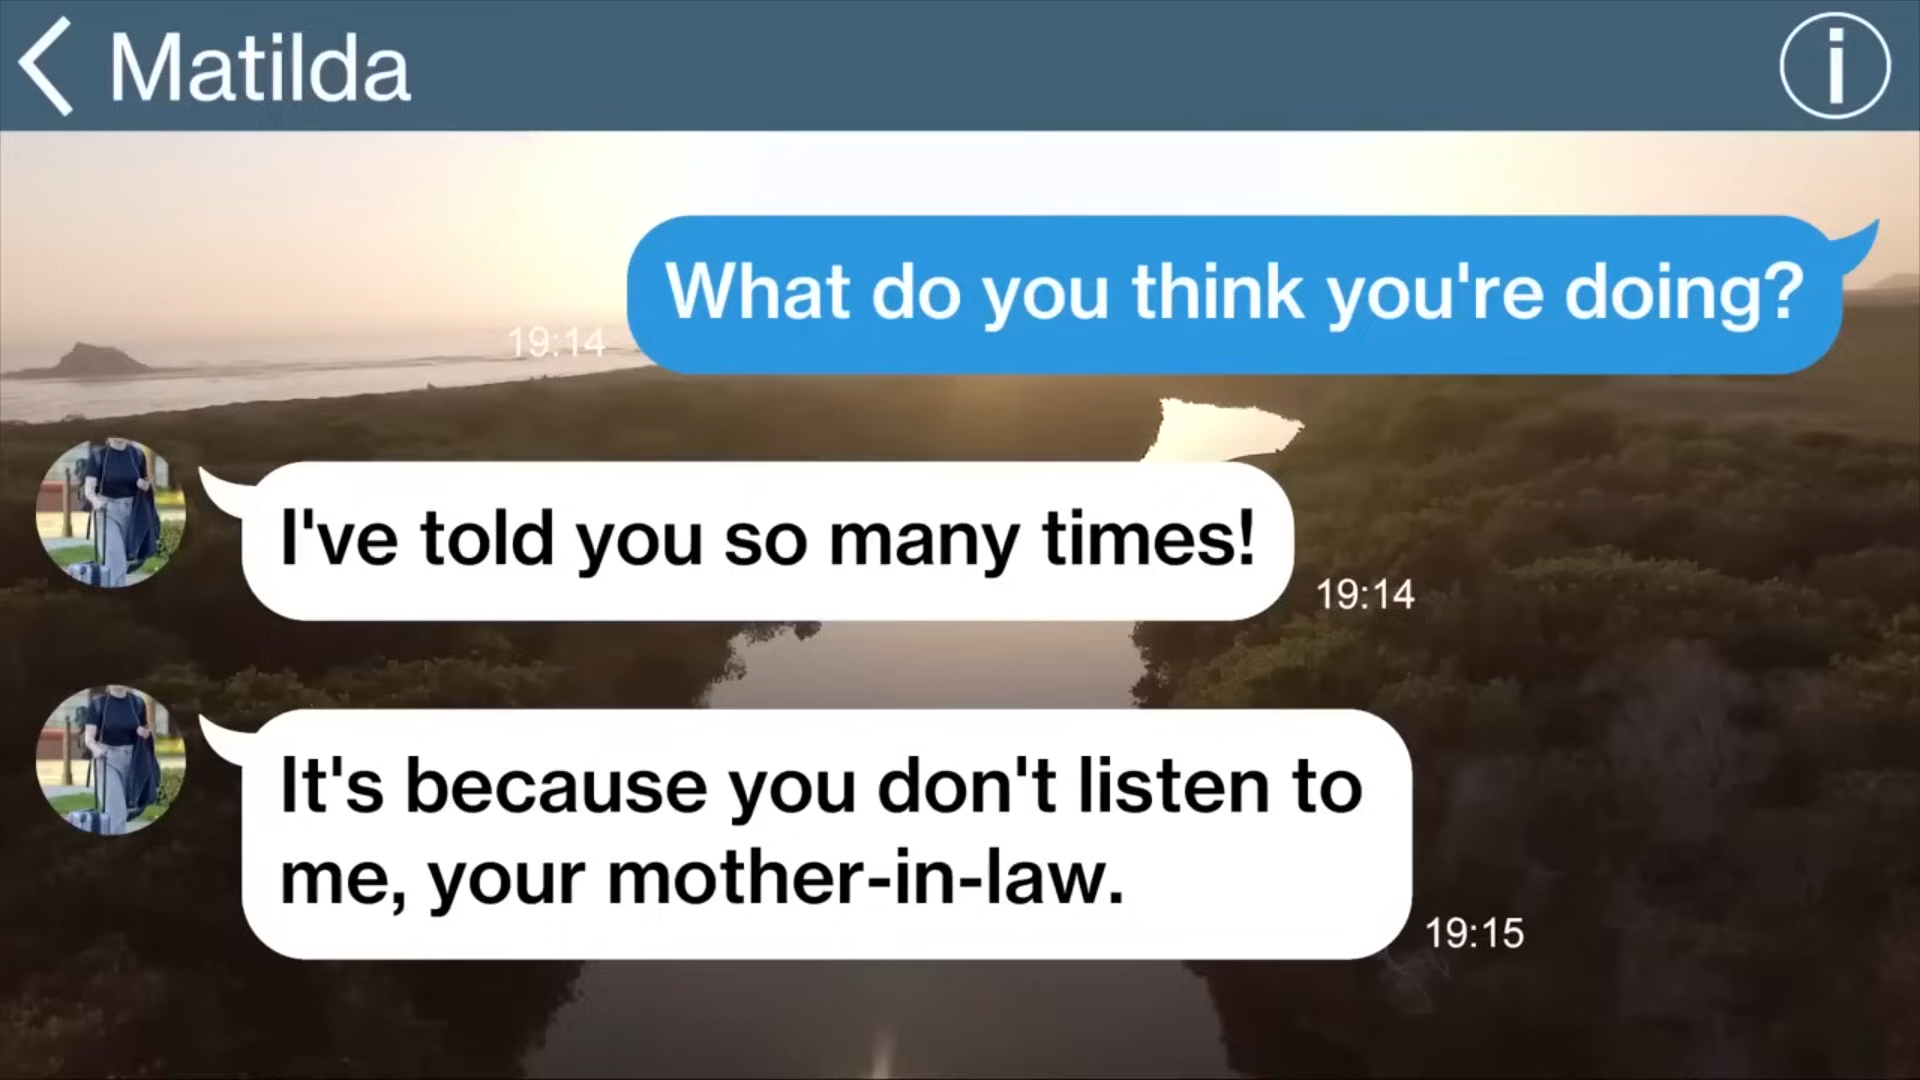 Matilda
What do you think you're doing?
19:14
I've told you so many times!
19:14
It's because you don't listen to
me, your mother-in-law.
19:15